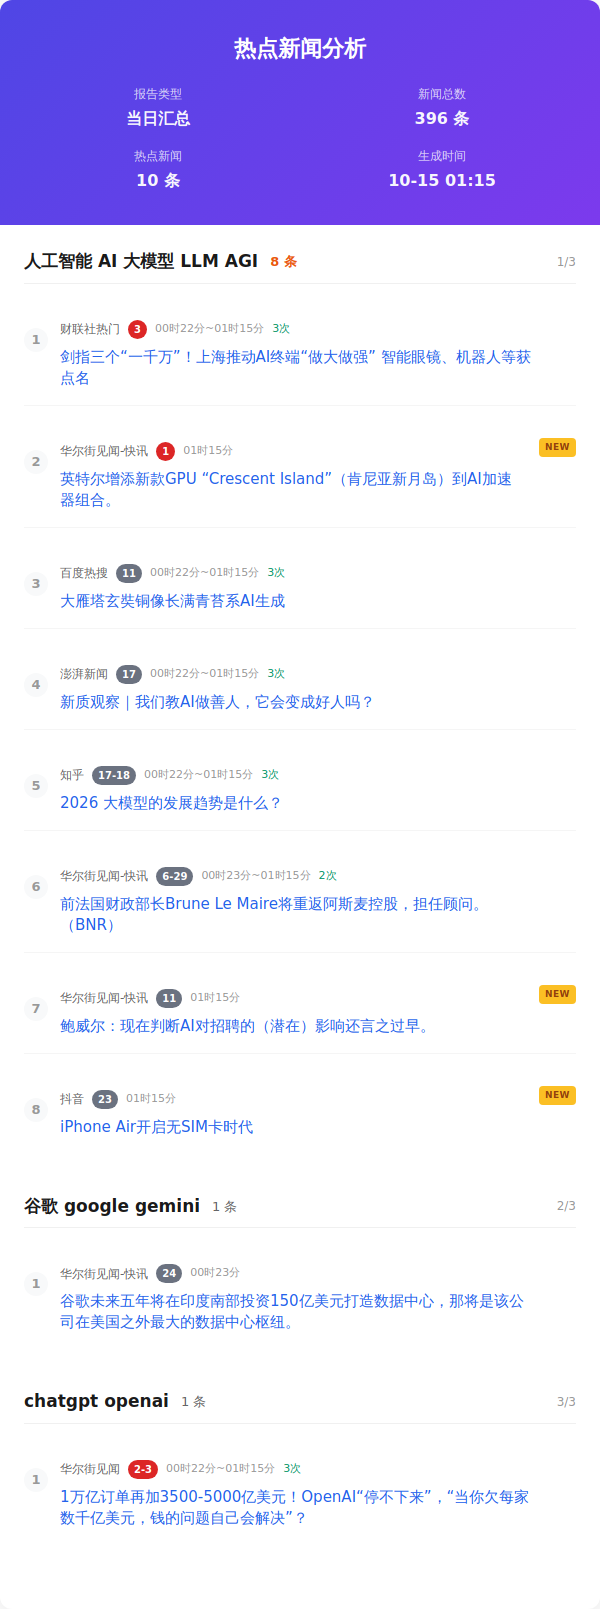 热点新闻分析
报告类型
新闻总数
当日汇总
396 条
热点新闻
生成时间
10 条
10-15 01:15
人工智能 AI 大模型 LLM AGI 8 条 1/3
1
财联社热门 3 00时22分~01时15分 3次
剑指三个“一千万”！上海推动AI终端“做大做强” 智能眼镜、机器人等获
点名
2
华尔街见闻-快讯 1 01时15分 NEW
英特尔增添新款GPU “Crescent Island”（肯尼亚新月岛）到AI加速
器组合。
3
百度热搜 11 00时22分~01时15分 3次
大雁塔玄奘铜像长满青苔系AI生成
4
澎湃新闻 17 00时22分~01时15分 3次
新质观察｜我们教AI做善人，它会变成好人吗？
5
知乎 17-18 00时22分~01时15分 3次
2026 大模型的发展趋势是什么？
6
华尔街见闻-快讯 6-29 00时23分~01时15分 2次
前法国财政部长Brune Le Maire将重返阿斯麦控股，担任顾问。
（BNR）
7
华尔街见闻-快讯 11 01时15分 NEW
鲍威尔：现在判断AI对招聘的（潜在）影响还言之过早。
8
抖音 23 01时15分 NEW
iPhone Air开启无SIM卡时代
谷歌 google gemini 1 条 2/3
1
华尔街见闻-快讯 24 00时23分
谷歌未来五年将在印度南部投资150亿美元打造数据中心，那将是该公
司在美国之外最大的数据中心枢纽。
chatgpt openai 1 条 3/3
1
华尔街见闻 2-3 00时22分~01时15分 3次
1万亿订单再加3500-5000亿美元！OpenAI“停不下来”，“当你欠每家
数千亿美元，钱的问题自己会解决”？